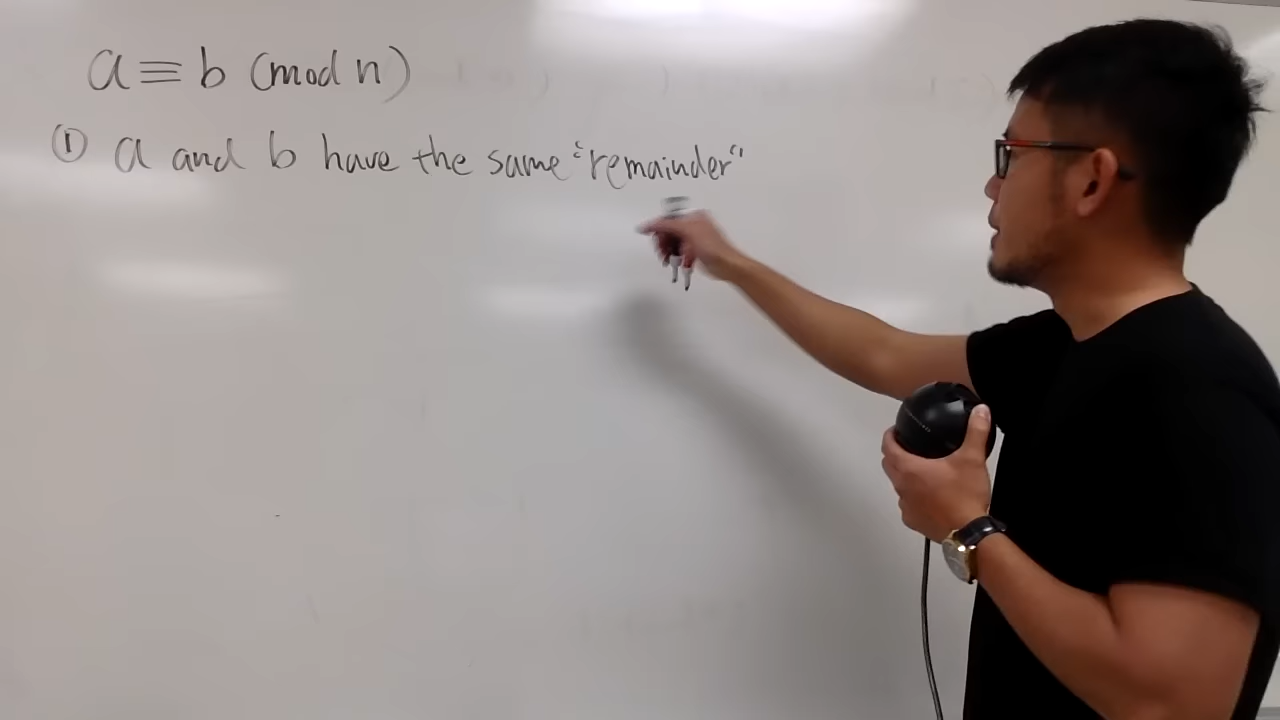 a ≡ b (mod n)
① a and b have the same “remainder“